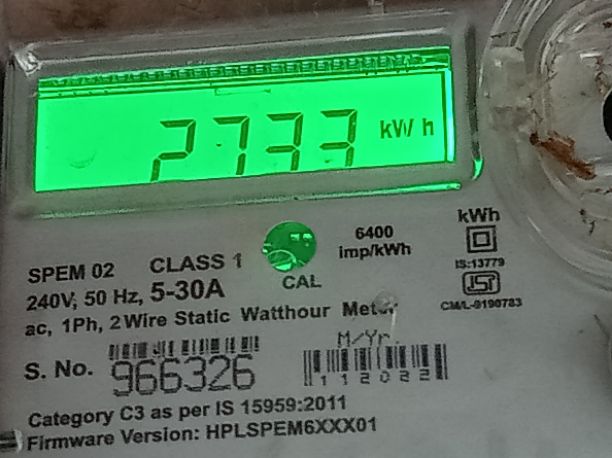 2733 kWh
kWh
6400
imp/kWh
SPEM 02 CLASS 1
CAL
IS:13779
240V, 50 Hz, 5-30A
CM/L-9190783
ac, 1Ph, 2 Wire Static Watthour Meter
M/Yr.
S. No. 966326
112022
Category C3 as per IS 15959:2011
Firmware Version: HPLSPEM6XXX01